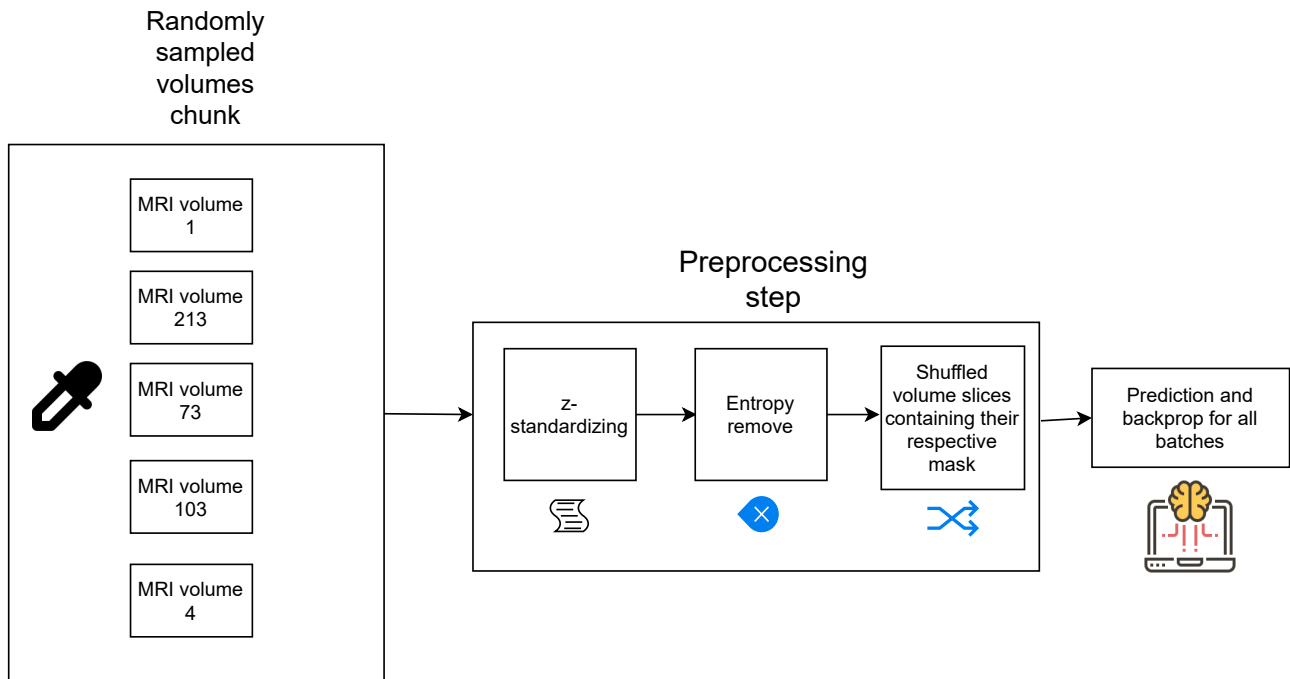 Randomly
sampled
volumes
chunk
MRI volume
1
MRI volume
213
MRI volume
73
MRI volume
103
MRI volume
4
Preprocessing
step
z-
standardizing
Entropy
remove
Shuffled
volume slices
containing their
respective
mask
Prediction and
backprop for all
batches